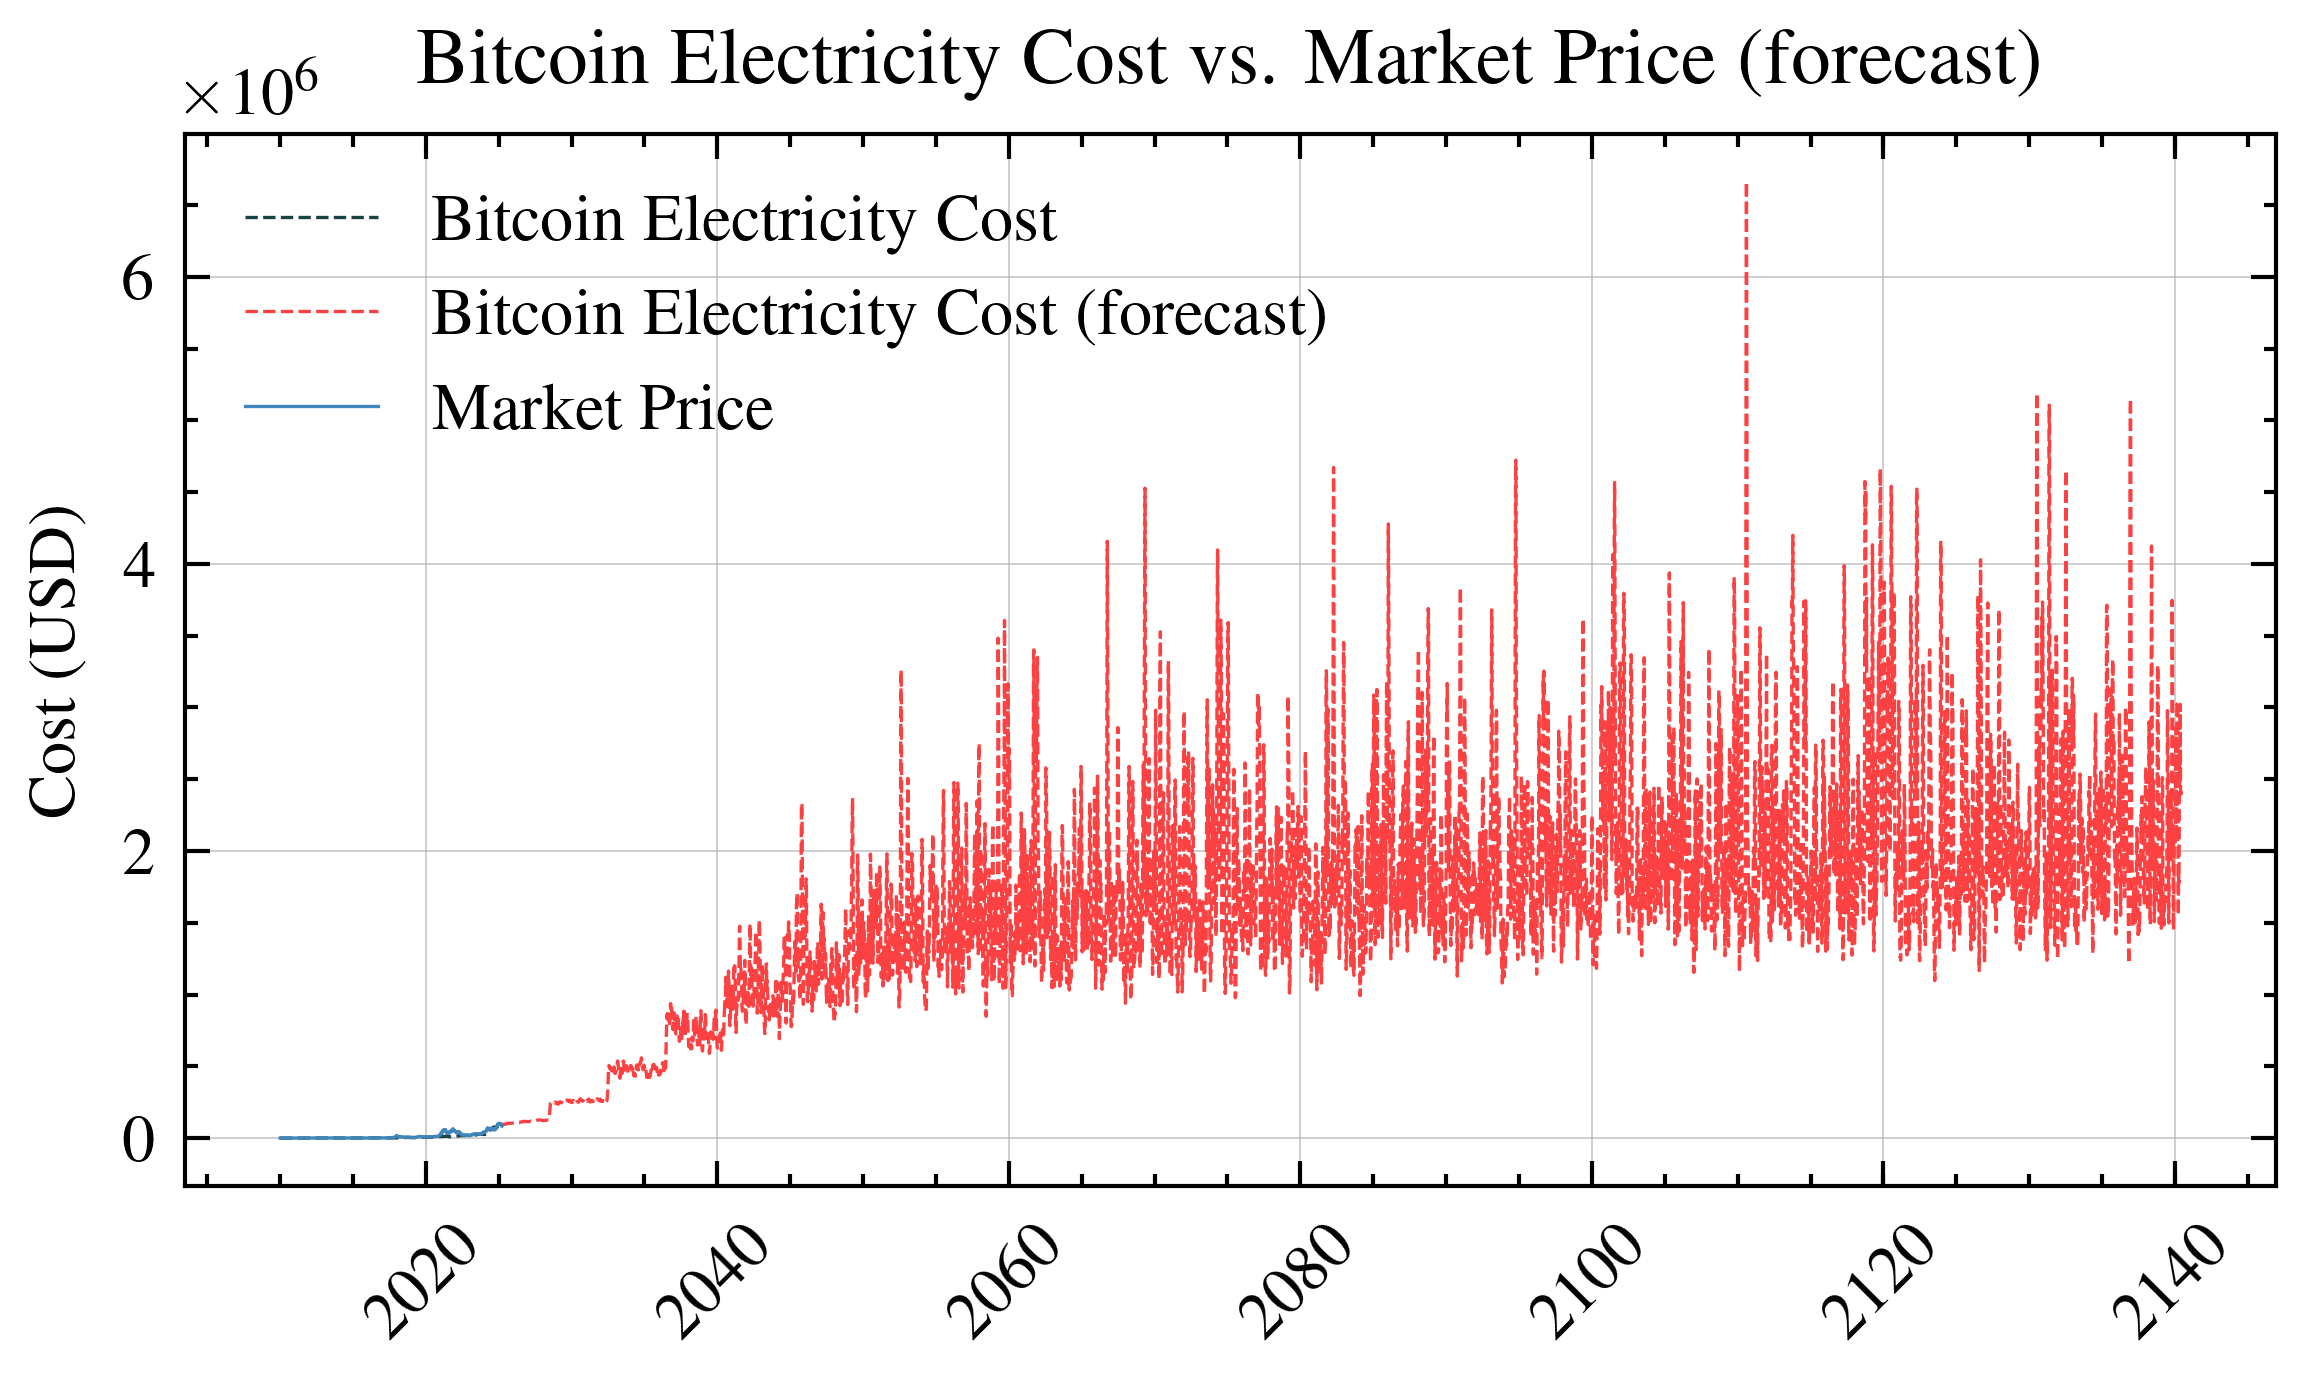 Bitcoin Electricity Cost vs. Market Price (forecast)
×10⁶
Bitcoin Electricity Cost
Bitcoin Electricity Cost (forecast)
Market Price
Cost (USD)
6
4
2
0
2020
2040
2060
2080
2100
2120
2140